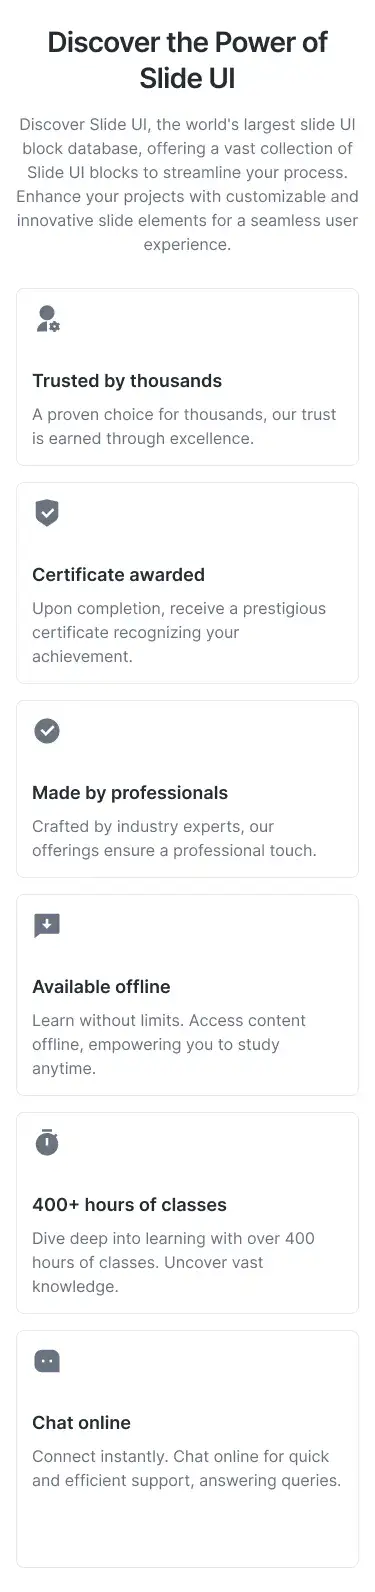 Discover the Power of
Slide UI
Discover Slide UI, the world's largest slide UI
block database, offering a vast collection of
Slide UI blocks to streamline your process.
Enhance your projects with customizable and
innovative slide elements for a seamless user
experience.
Trusted by thousands
A proven choice for thousands, our trust
is earned through excellence.
Certificate awarded
Upon completion, receive a prestigious
certificate recognizing your
achievement.
Made by professionals
Crafted by industry experts, our
offerings ensure a professional touch.
Available offline
Learn without limits. Access content
offline, empowering you to study
anytime.
400+ hours of classes
Dive deep into learning with over 400
hours of classes. Uncover vast
knowledge.
Chat online
Connect instantly. Chat online for quick
and efficient support, answering queries.